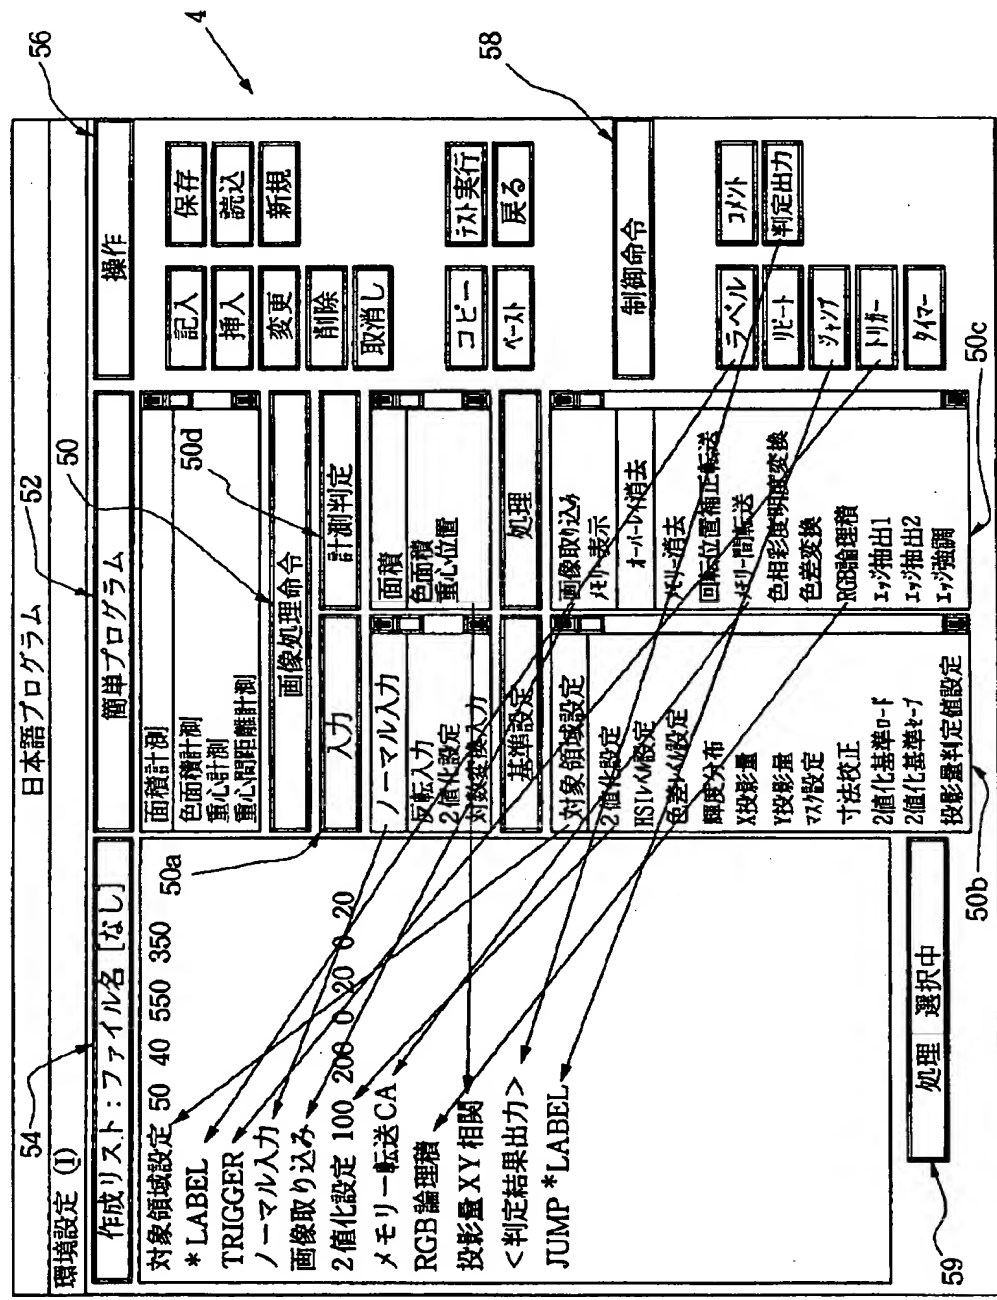 日本語プログラム
環境設定 (I)
作成リスト：ファイル名 [なし]
対象領域設定 50 40 550 350
*LABEL
TRIGGER
ノーマル入力
画像取り込み
2値化設定 100 200 0 20 0 20
メモリー転送CA
RGB論理積
投影量XY相関
<判定結果出力>
JUMP *LABEL
処理 選択中
簡単プログラム
面積計測
色面積計測
重心計測
重心間距離計測
画像処理命令
入力
ノーマル入力
反転入力
2値化設定
対数変換入力
計測判定
面積
色面積
重心位置
基準設定
対象領域設定
2値化設定
HSIレベル設定
色差レベル設定
輝度分布
X投影量
Y投影量
マスク設定
寸法校正
2値化基準ロード
2値化基準セーブ
投影量判定値設定
処理
画像取り込み
メモリー表示
オーバーレイ消去
メモリー消去
回転位置補正転送
メモリー間転送
色相彩度明度変換
色差変換
RGB論理積
エッジ抽出1
エッジ抽出2
エッジ強調
操作
記入
保存
挿入
読込
変更
新規
削除
取消し
コピー
テスト実行
ペースト
戻る
制御命令
ラベル
コメント
リピート
判定出力
ジャンプ
トリガー
タイマー
4
50
50a
50b
50c
50d
52
54
56
58
59